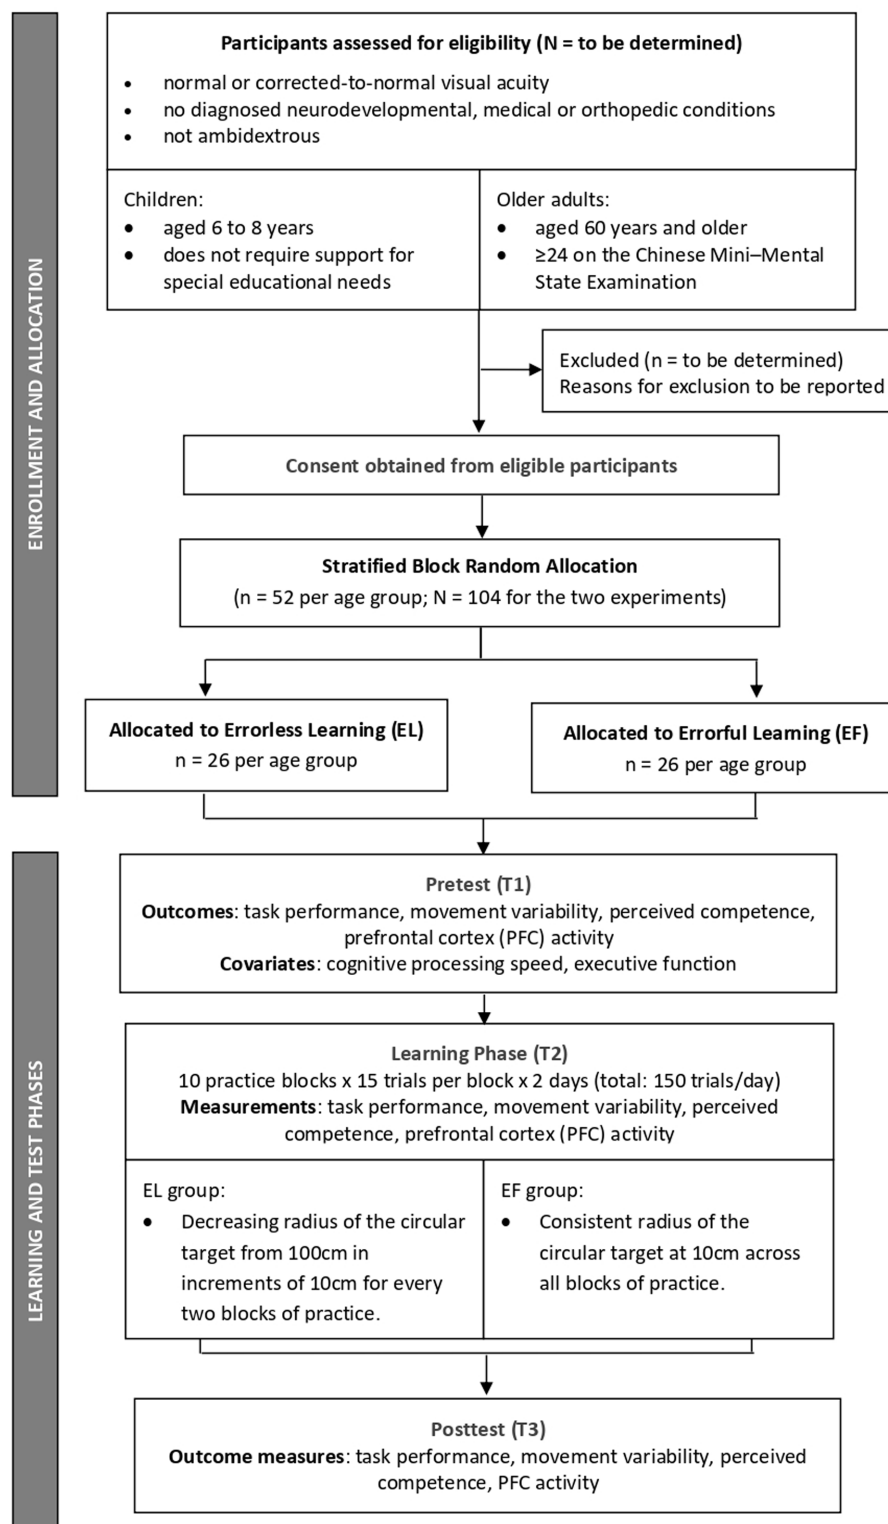 ENROLLMENT AND ALLOCATION
Participants assessed for eligibility (N = to be determined)
• normal or corrected-to-normal visual acuity
• no diagnosed neurodevelopmental, medical or orthopedic conditions
• not ambidextrous
Children:
• aged 6 to 8 years
• does not require support for
special educational needs
Older adults:
• aged 60 years and older
• ≥24 on the Chinese Mini–Mental
State Examination
Excluded (n = to be determined)
Reasons for exclusion to be reported
Consent obtained from eligible participants
Stratified Block Random Allocation
(n = 52 per age group; N = 104 for the two experiments)
Allocated to Errorless Learning (EL)
n = 26 per age group
Allocated to Errorful Learning (EF)
n = 26 per age group
LEARNING AND TEST PHASES
Pretest (T1)
Outcomes: task performance, movement variability, perceived competence,
prefrontal cortex (PFC) activity
Covariates: cognitive processing speed, executive function
Learning Phase (T2)
10 practice blocks x 15 trials per block x 2 days (total: 150 trials/day)
Measurements: task performance, movement variability, perceived
competence, prefrontal cortex (PFC) activity
EL group:
• Decreasing radius of the circular
target from 100cm in
increments of 10cm for every
two blocks of practice.
EF group:
• Consistent radius of the
circular target at 10cm across
all blocks of practice.
Posttest (T3)
Outcome measures: task performance, movement variability, perceived
competence, PFC activity